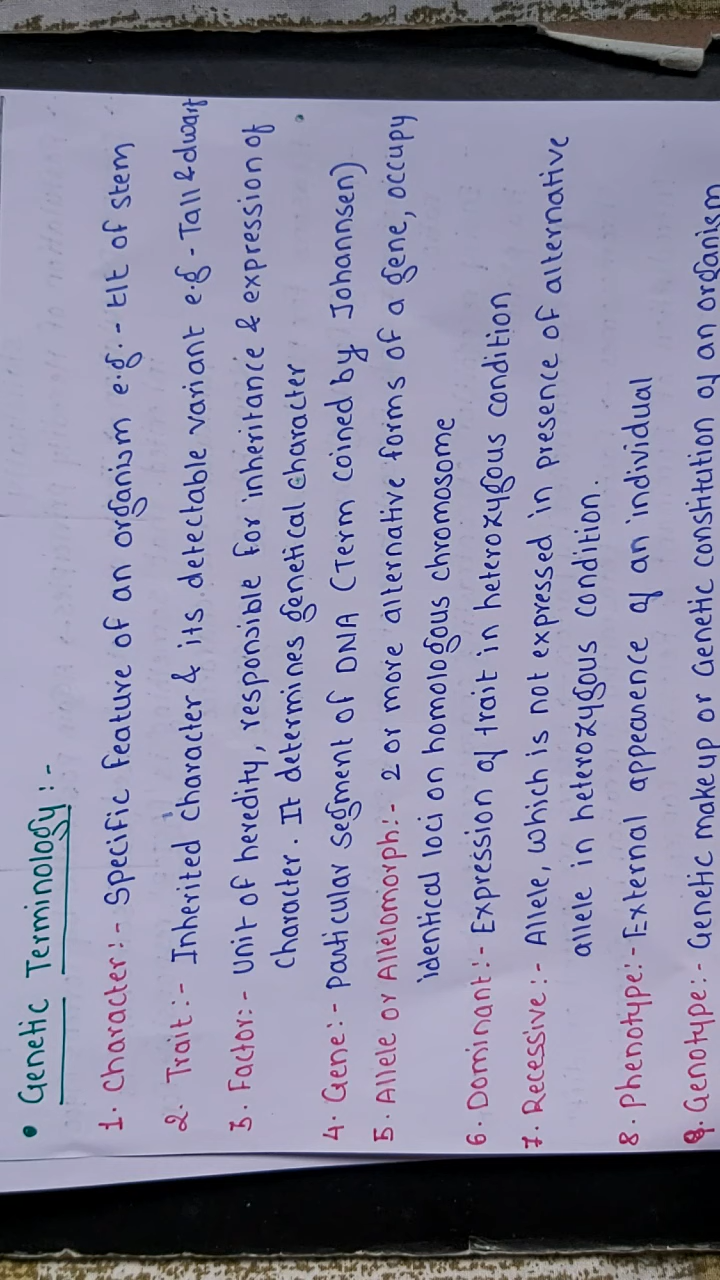 • Genetic Terminology :-
1. Character:- Specific feature of an organism e.g.- Ht of stem
2. Trait :- Inherited character & its detectable variant e.g - Tall & dwarf
3. Factor:- Unit of heredity, responsible for inheritance & expression of
character. It determines genetical character
4. Gene:- particular segment of DNA (Term coined by Johannsen)
5. Allele or Allelomorph:- 2 or more alternative forms of a gene, occupy
identical loci on homologous chromosome
6. Dominant:- Expression of trait in heterozygous condition
7. Recessive:- Allele, which is not expressed in presence of alternative
allele in heterozygous condition.
8. Phenotype:- External appearence of an individual
9. Genotype:- Genetic makeup or Genetic constitution of an organism